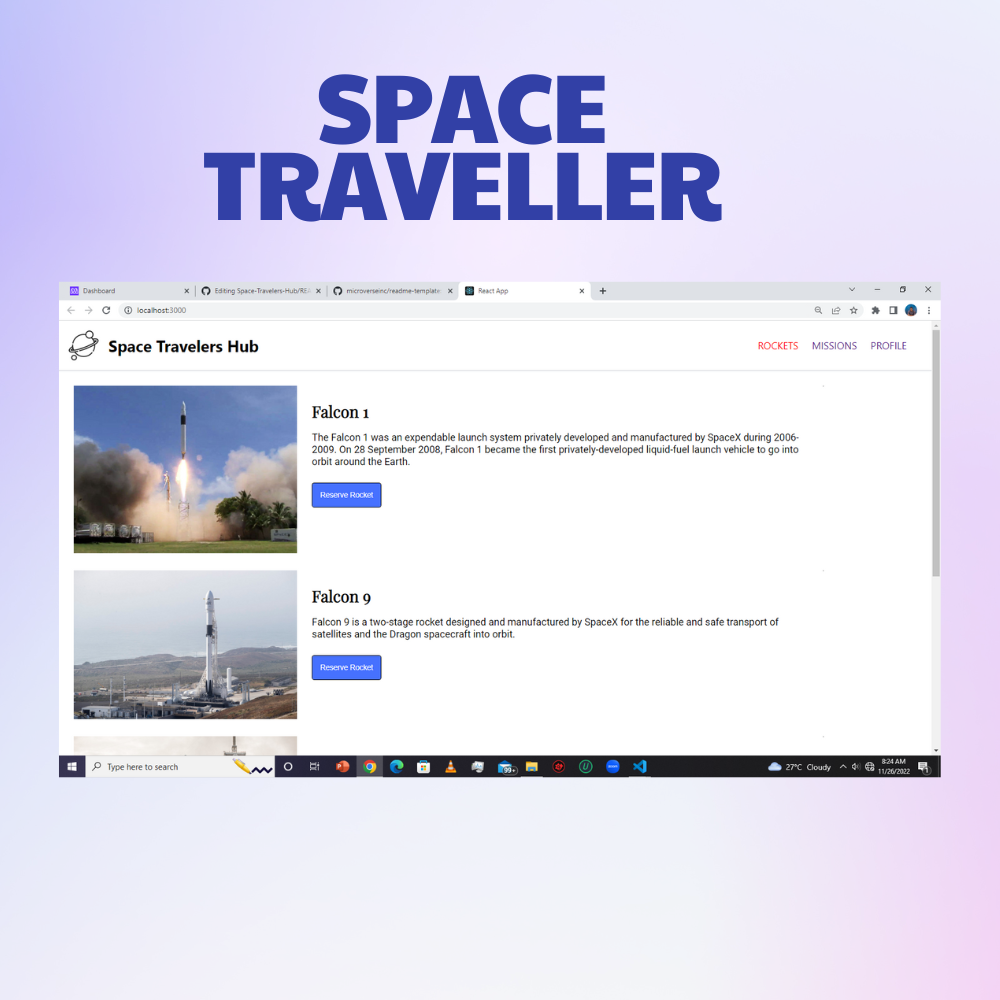 SPACE
TRAVELLER
Dashboard
Editing Space-Travelers-Hub/RE
microverseinc/readme-template
React App
localhost:3000
Space Travelers Hub
ROCKETS
MISSIONS
PROFILE
Falcon 1
The Falcon 1 was an expendable launch system privately developed and manufactured by SpaceX during 2006-
2009. On 28 September 2008, Falcon 1 became the first privately-developed liquid-fuel launch vehicle to go into
orbit around the Earth.
Reserve Rocket
Falcon 9
Falcon 9 is a two-stage rocket designed and manufactured by SpaceX for the reliable and safe transport of
satellites and the Dragon spacecraft into orbit.
Reserve Rocket
Type here to search
99+
27°C Cloudy
8:24 AM
11/26/2022
1